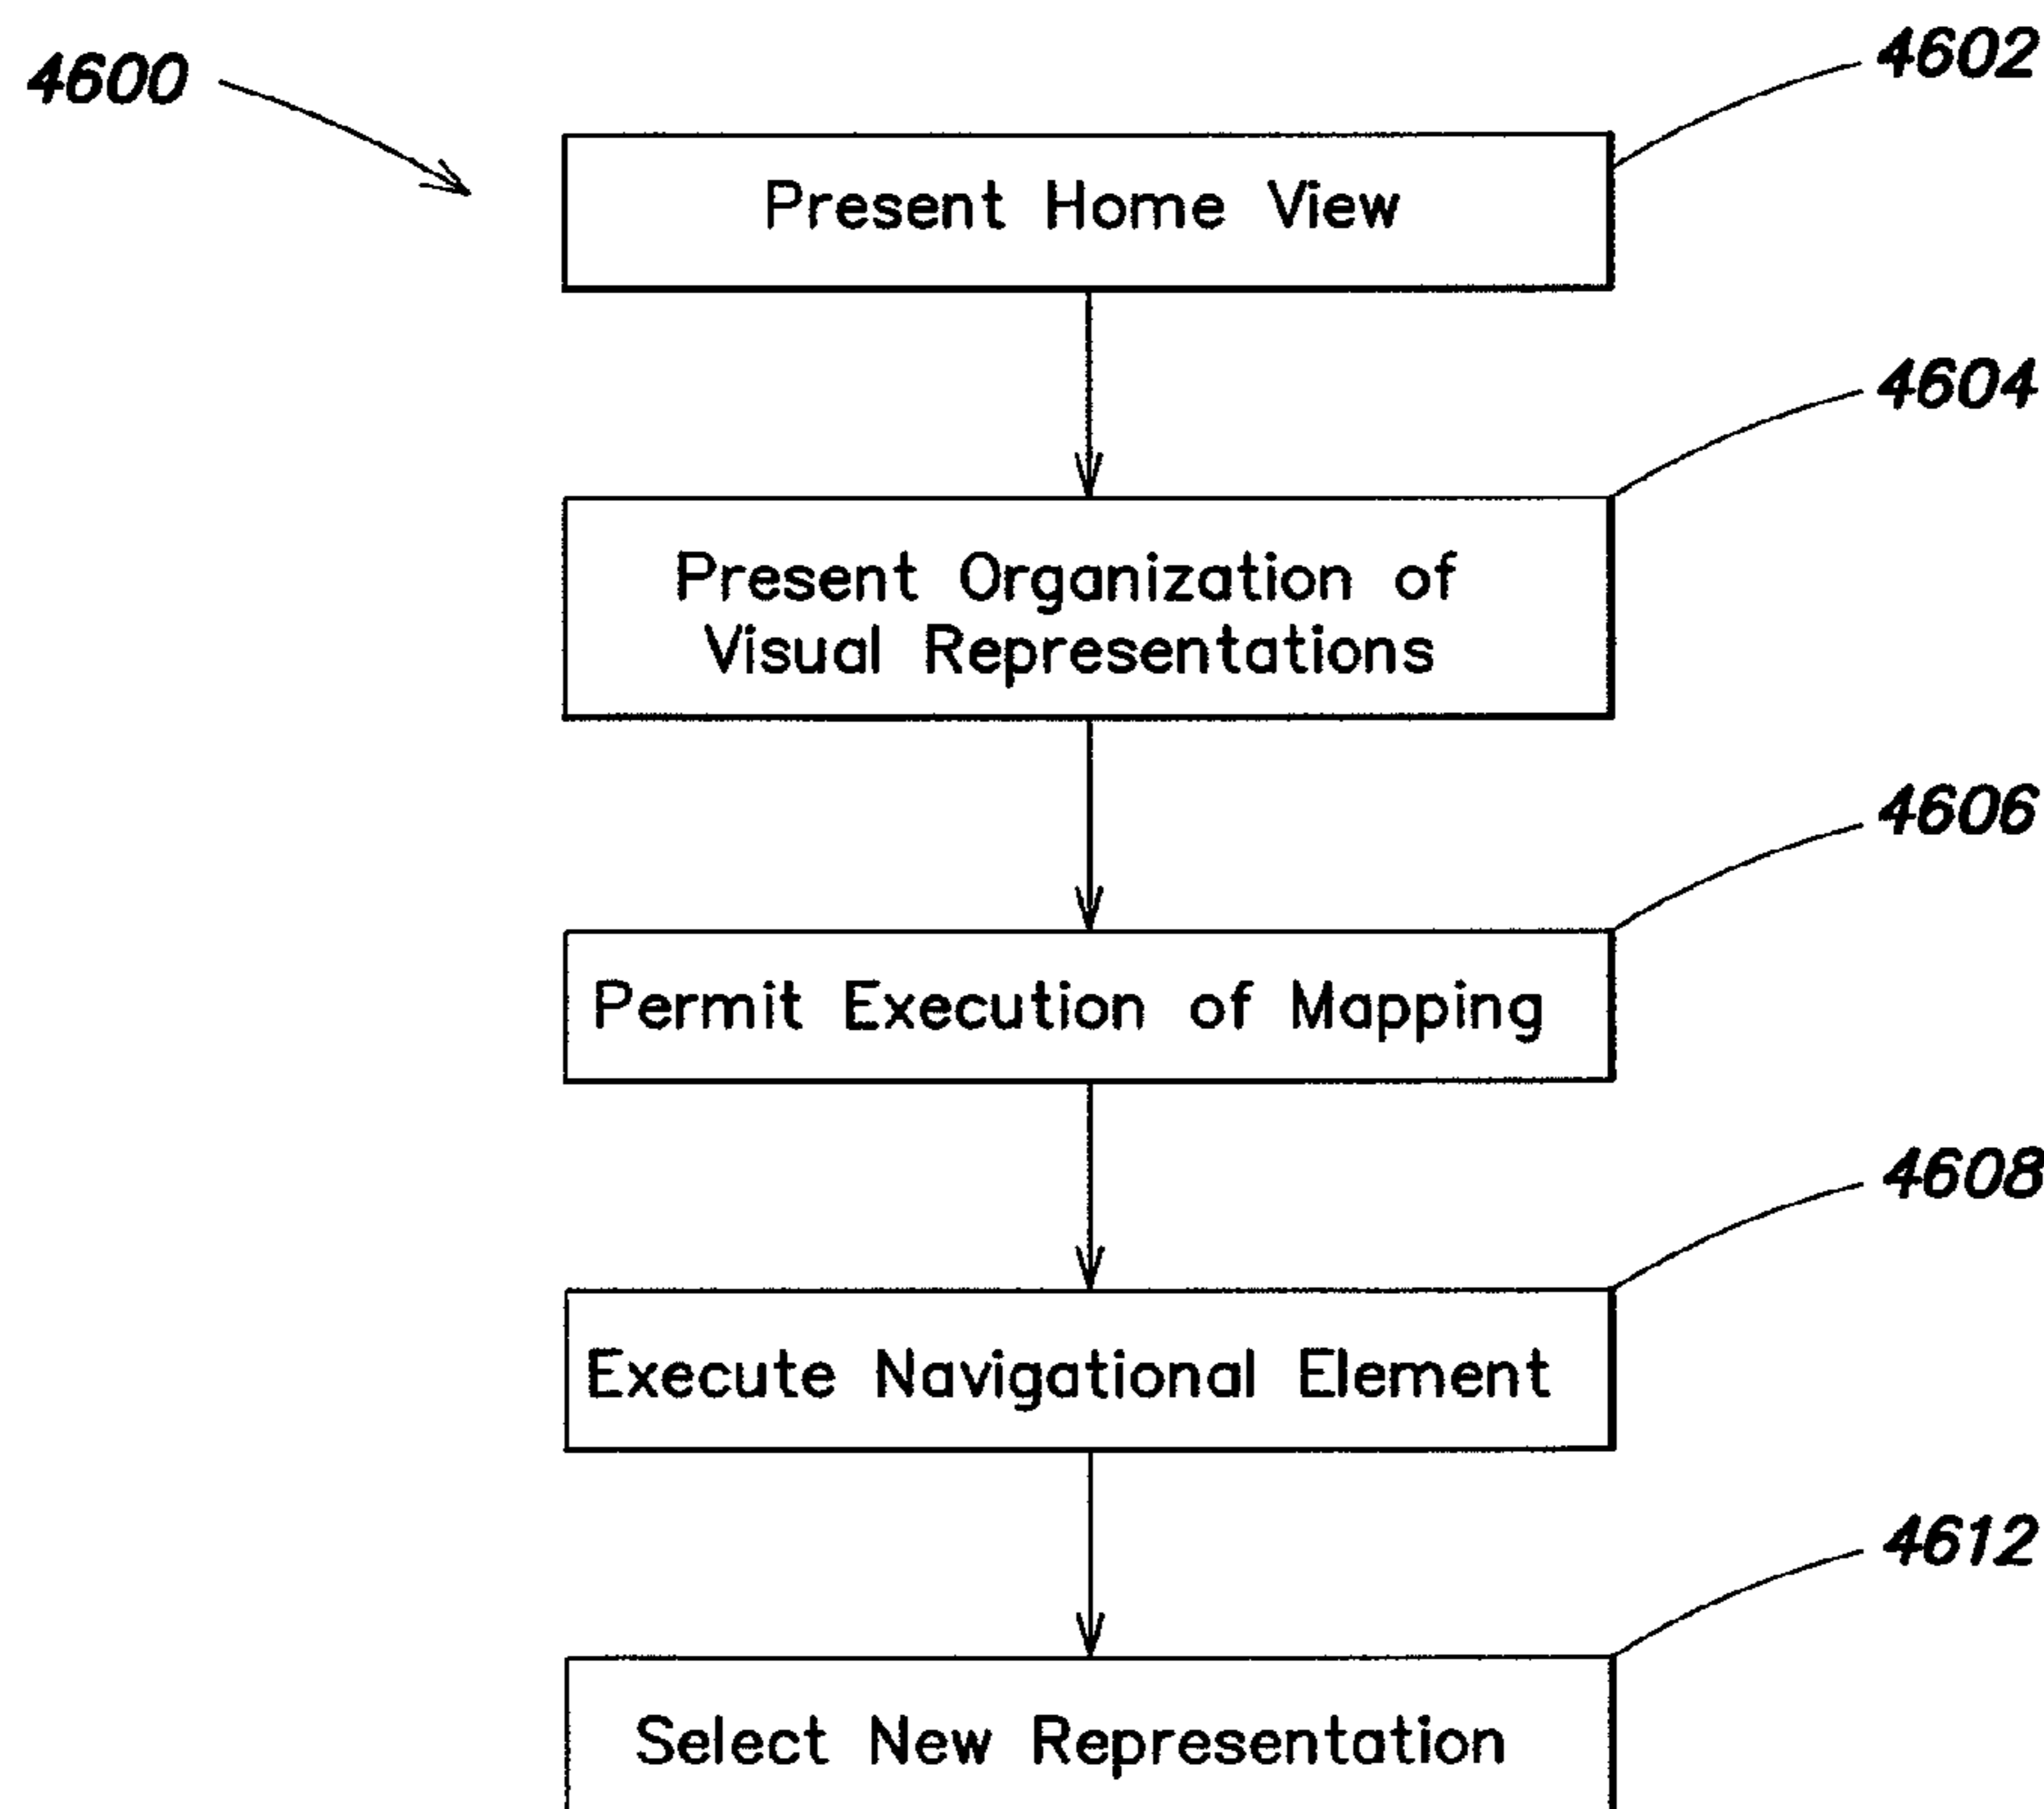 4600
4602
Present Home View
4604
Present Organization of
Visual Representations
4606
Permit Execution of Mapping
4608
Execute Navigational Element
4612
Select New Representation